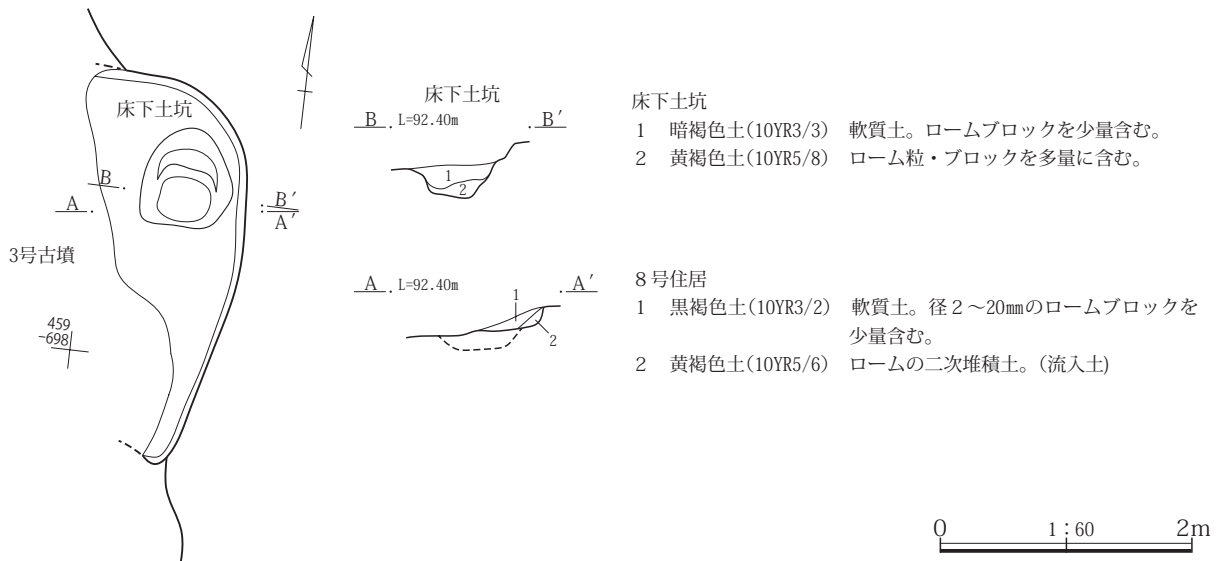 床下土坑
B
A
B′
A′
3号古墳
459
-698
床下土坑
B L=92.40m B′
1
2
A L=92.40m A′
1
2
床下土坑
1 暗褐色土(10YR3/3) 軟質土。ロームブロックを少量含む。
2 黄褐色土(10YR5/8) ローム粒・ブロックを多量に含む。
８号住居
1 黒褐色土(10YR3/2) 軟質土。径２～20㎜のロームブロックを
少量含む。
2 黄褐色土(10YR5/6) ロームの二次堆積土。（流入土）
0 1：60 2m